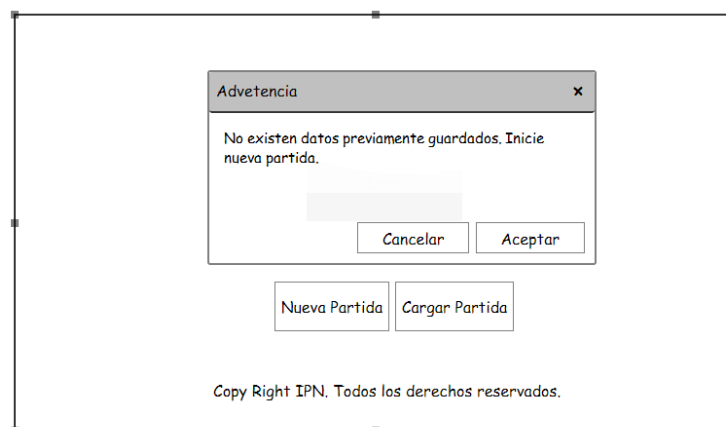 Advetencia ×
No existen datos previamente guardados. Inicie
nueva partida.
Cancelar Aceptar
Nueva Partida Cargar Partida
Copy Right IPN. Todos los derechos reservados.